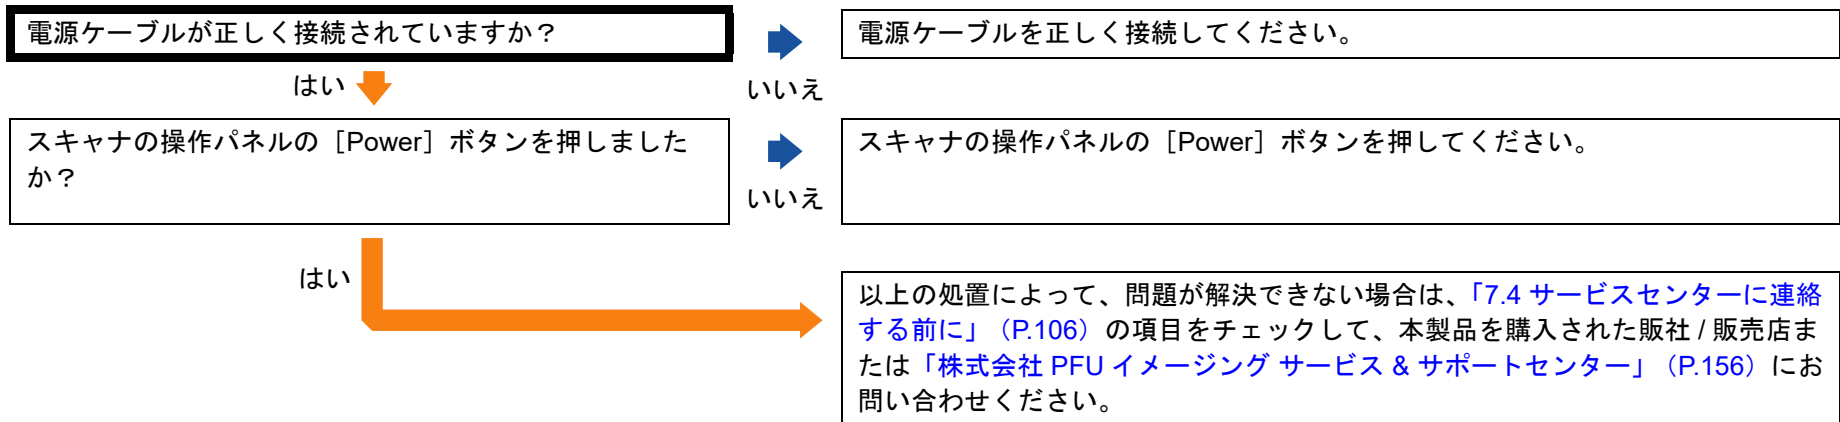 電源ケーブルが正しく接続されていますか？
電源ケーブルを正しく接続してください。
はい
いいえ
スキャナの操作パネルの［Power］ボタンを押しました
か？
スキャナの操作パネルの［Power］ボタンを押してください。
いいえ
はい
以上の処置によって、問題が解決できない場合は、「7.4 サービスセンターに連絡
する前に」（P.106）の項目をチェックして、本製品を購入された販社 / 販売店ま
たは「株式会社 PFU イメージング サービス & サポートセンター」（P.156）にお
問い合わせください。